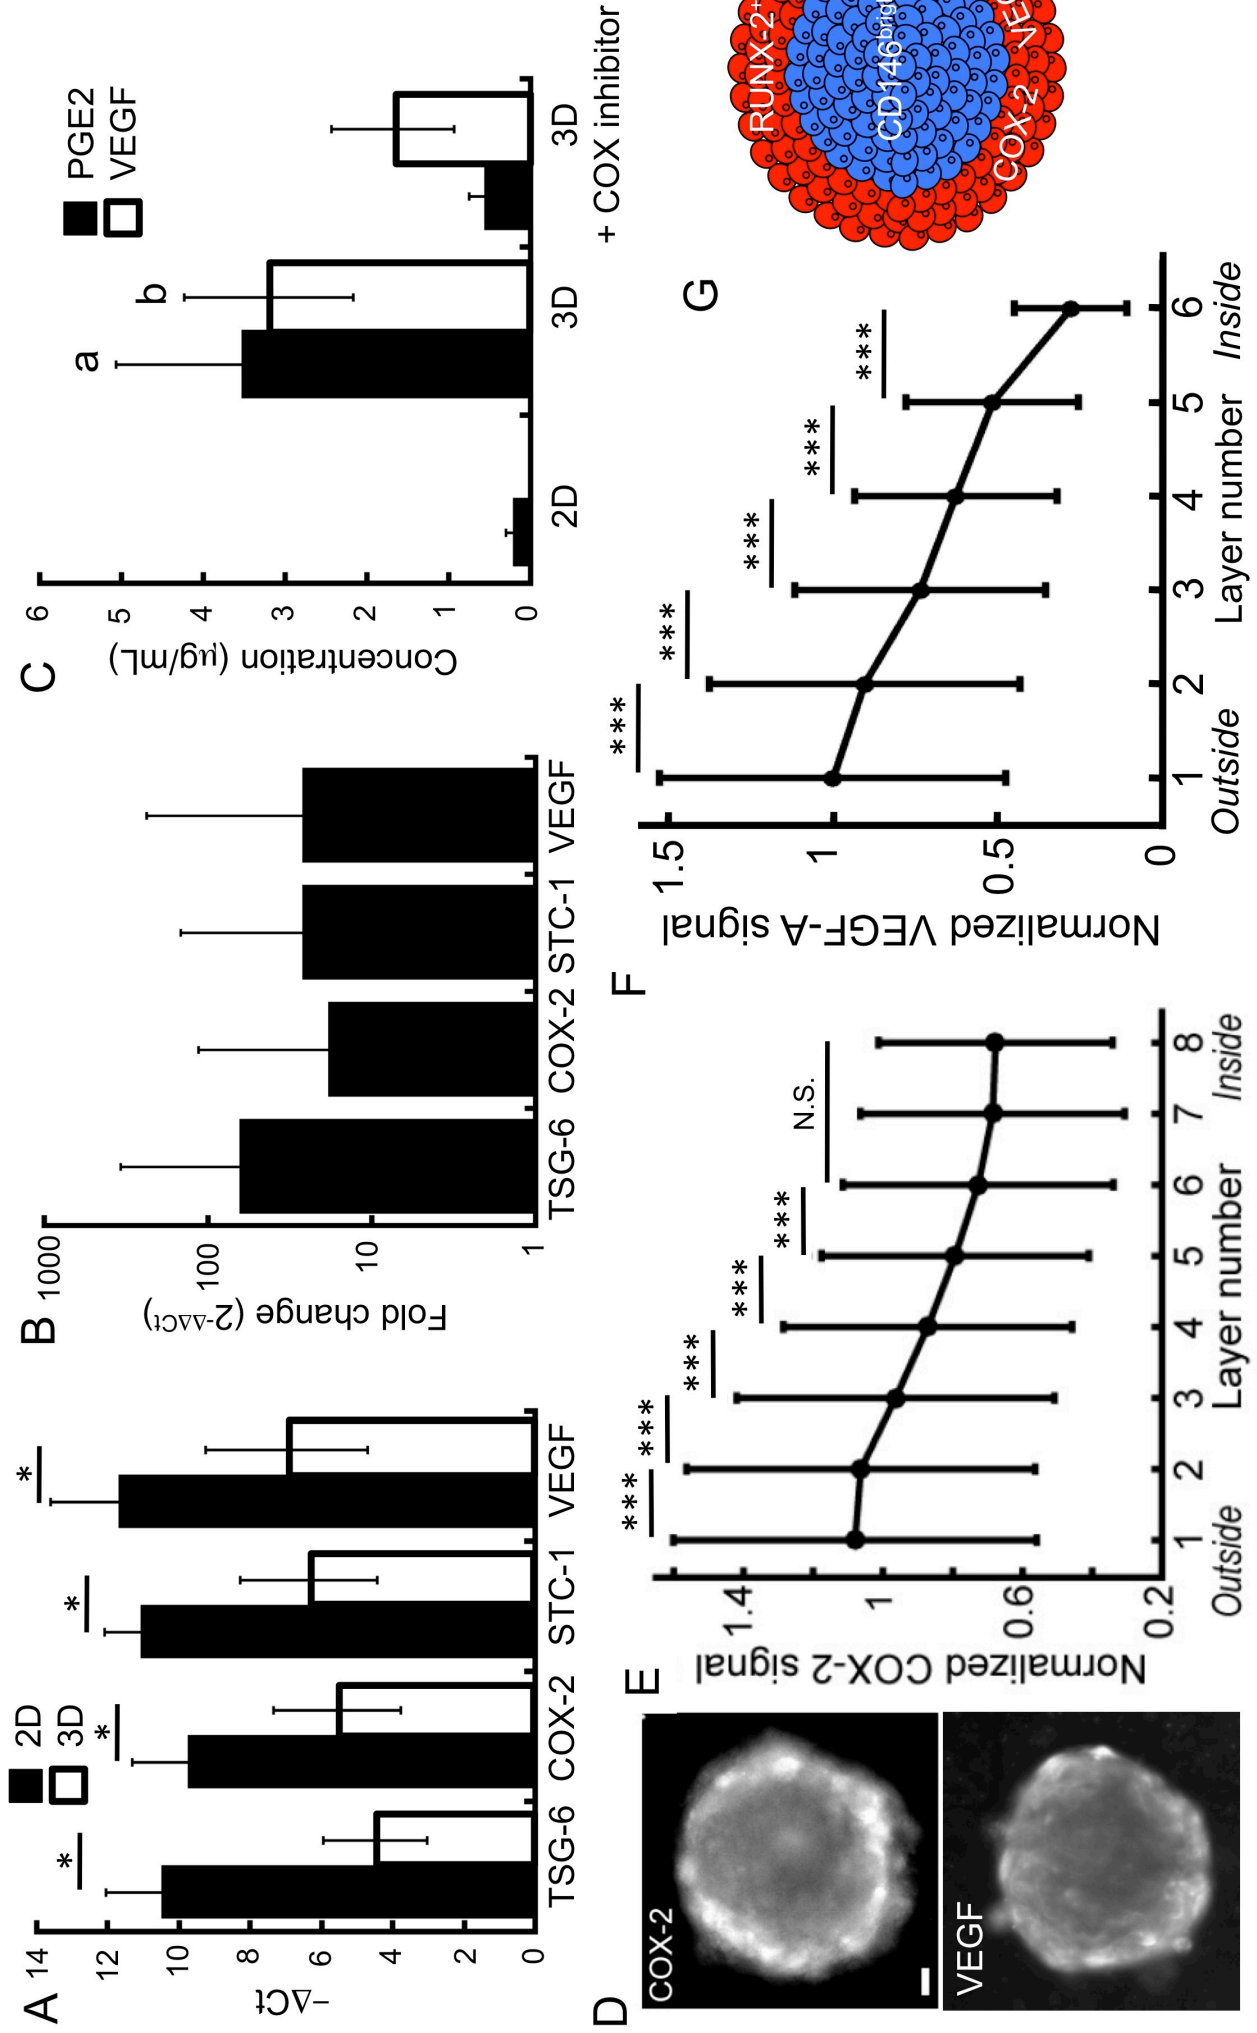 A
2D
3D
−ΔCt
14
12
10
8
6
4
2
0
*
*
*
*
TSG-6
COX-2
STC-1
VEGF
B
Fold change (2-ΔΔCt)
1000
100
10
1
TSG-6
COX-2
STC-1
VEGF
C
PGE2
VEGF
Concentration (µg/mL)
6
5
4
3
2
1
0
a
b
2D
3D
3D
+ COX inhibitor
D
COX-2
VEGF
E
Normalized COX-2 signal
1.4
1
0.6
0.2
***
***
***
***
***
N.S.
1
2
3
4
5
6
7
8
Outside
Layer number
Inside
F
Normalized VEGF-A signal
1.5
1
0.5
0
***
***
***
***
***
1
2
3
4
5
6
Outside
Layer number
Inside
G
RUNX-2+
COX-2